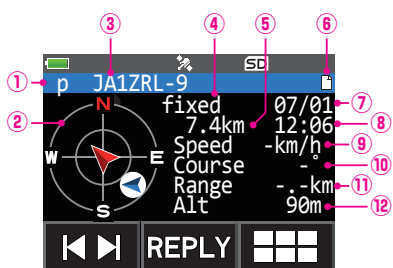 ③ ④ ⑤ ⑥
SD
① p JA1ZRL-9
② N fixed 07/01 ⑦
7.4km 12:06 ⑧
W E Speed -km/h ⑨
Course -° ⑩
Range -.-km ⑪
S Alt 90m ⑫
REPLY